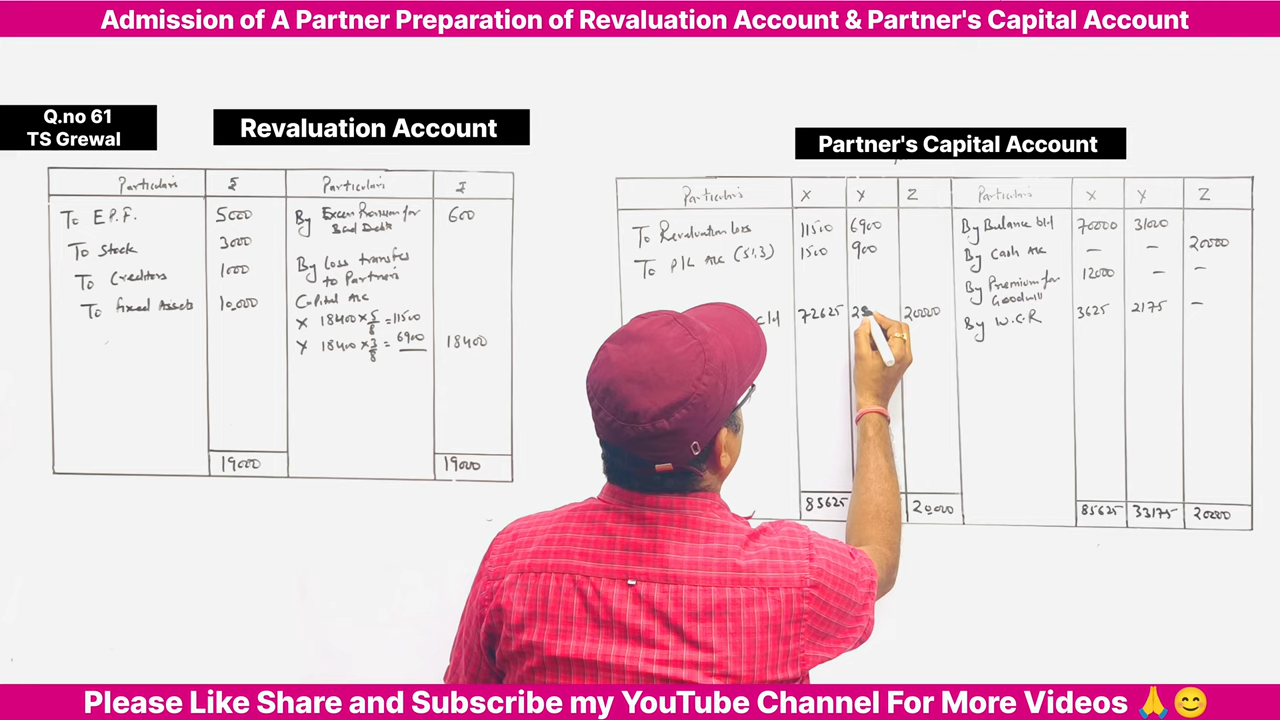 Admission of A Partner Preparation of Revaluation Account & Partner's Capital Account
Q.no 61
TS Grewal
Revaluation Account
Particulars ₹ Particulars ₹
To E.P.F. 5000 By Excess Provision for Bad Debts 600
To Stock 3000
To Creditors 1000 By Loss transfer to Partners Capital A/c
To fixed Assets 10,000
X 18400 x 5/8 = 11500
Y 18400 x 3/8 = 6900 18400
19000 19000
Partner's Capital Account
Particulars X Y Z Particulars X Y Z
To Revaluation loss 11500 6900 By Balance b/d 70000 31000
To P/L A/c (5:3) 1500 900 By Cash A/c — — 20000
By Premium for Goodwill 12000 — —
c/d 72625 20000 By W.C.R 3625 2175 —
85625 20,000 85625 33175 20000
Please Like Share and Subscribe my YouTube Channel For More Videos 🙏😊